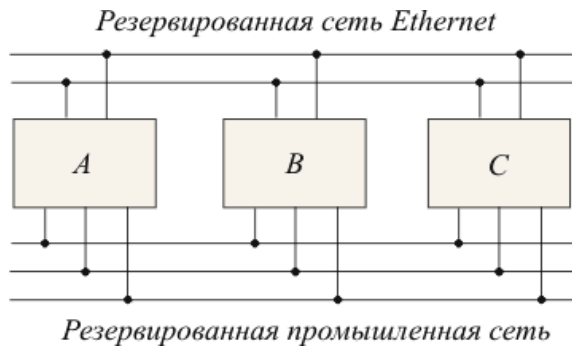 Резервированная сеть Ethernet
A B C
Резервированная промышленная сеть